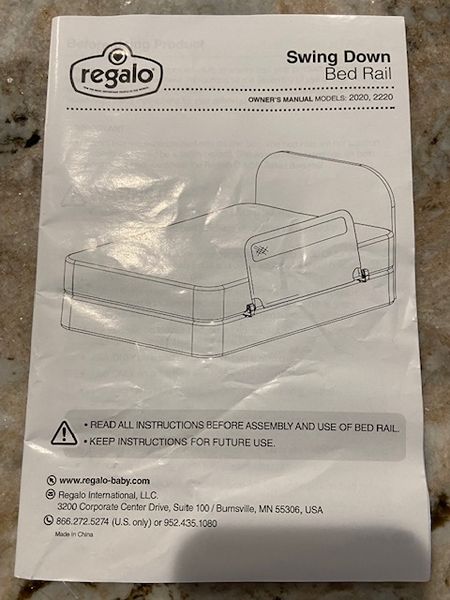 regalo
Swing Down
Bed Rail
OWNER'S MANUAL MODELS: 2020, 2220
• READ ALL INSTRUCTIONS BEFORE ASSEMBLY AND USE OF BED RAIL.
• KEEP INSTRUCTIONS FOR FUTURE USE.
www.regalo-baby.com
Regalo International, LLC.
3200 Corporate Center Drive, Suite 100 / Burnsville, MN 55306, USA
866.272.5274 (U.S. only) or 952.435.1080
Made In China